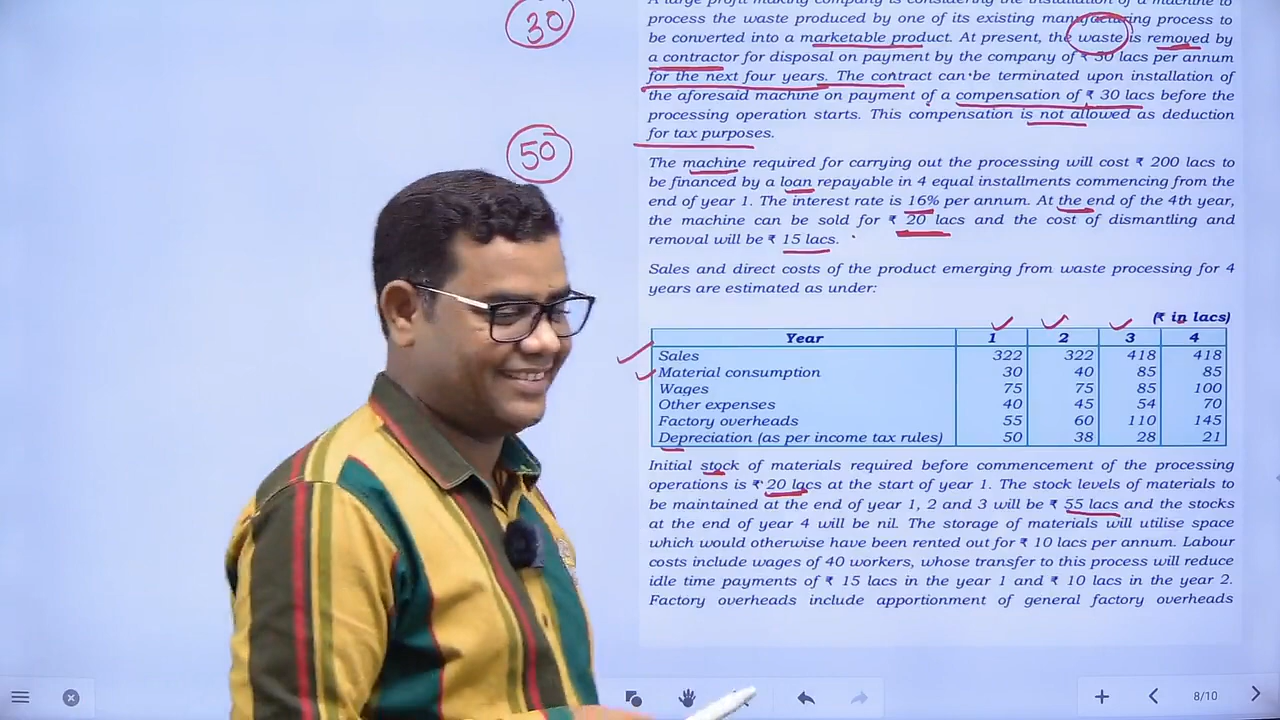 30
50
A large profit making company is considering the installation of a machine to
process the waste produced by one of its existing manufacturing process to
be converted into a marketable product. At present, the waste is removed by
a contractor for disposal on payment by the company of ₹ 50 lacs per annum
for the next four years. The contract can be terminated upon installation of
the aforesaid machine on payment of a compensation of ₹ 30 lacs before the
processing operation starts. This compensation is not allowed as deduction
for tax purposes.
The machine required for carrying out the processing will cost ₹ 200 lacs to
be financed by a loan repayable in 4 equal installments commencing from the
end of year 1. The interest rate is 16% per annum. At the end of the 4th year,
the machine can be sold for ₹ 20 lacs and the cost of dismantling and
removal will be ₹ 15 lacs.
Sales and direct costs of the product emerging from waste processing for 4
years are estimated as under:
(₹ in lacs)
Year 1 2 3 4
Sales 322 322 418 418
Material consumption 30 40 85 85
Wages 75 75 85 100
Other expenses 40 45 54 70
Factory overheads 55 60 110 145
Depreciation (as per income tax rules) 50 38 28 21
Initial stock of materials required before commencement of the processing
operations is ₹ 20 lacs at the start of year 1. The stock levels of materials to
be maintained at the end of year 1, 2 and 3 will be ₹ 55 lacs and the stocks
at the end of year 4 will be nil. The storage of materials will utilise space
which would otherwise have been rented out for ₹ 10 lacs per annum. Labour
costs include wages of 40 workers, whose transfer to this process will reduce
idle time payments of ₹ 15 lacs in the year 1 and ₹ 10 lacs in the year 2.
Factory overheads include apportionment of general factory overheads
8/10